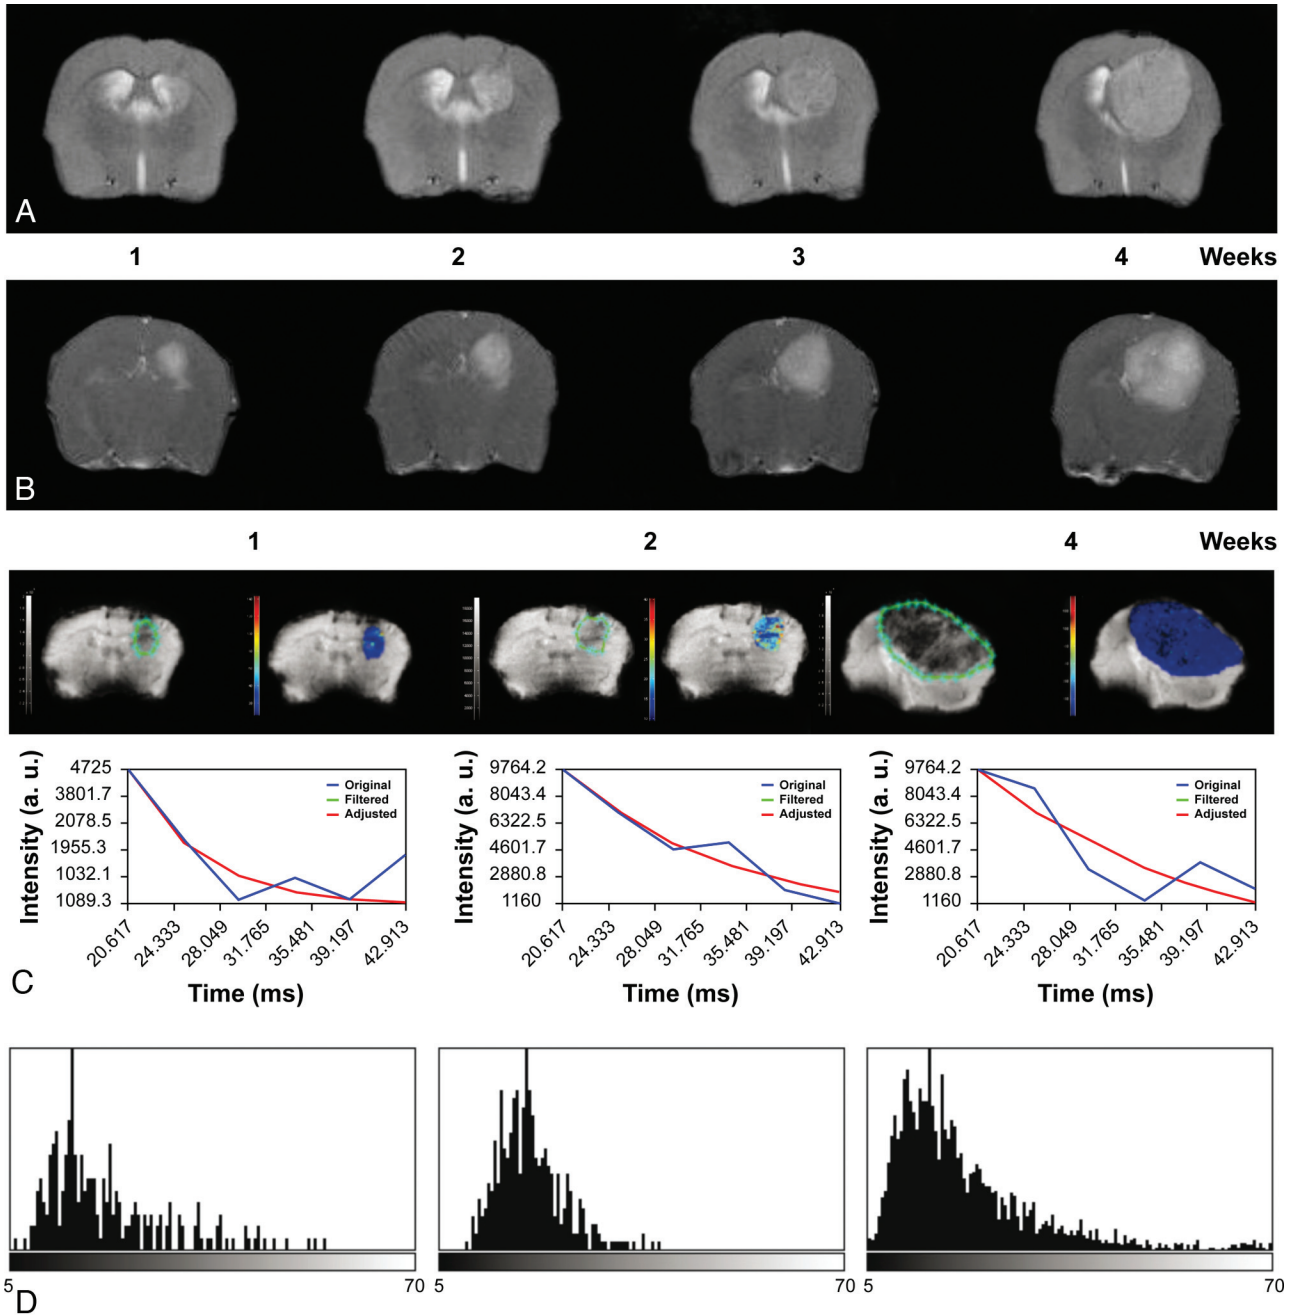 A
1 2 3 4 Weeks
B
1 2 4 Weeks
Intensity (a. u.)
4725
3801.7
2078.5
1955.3
1032.1
1089.3
Original
Filtered
Adjusted
20.617 24.333 28.049 31.765 35.481 39.197 42.913
Time (ms)
Intensity (a. u.)
9764.2
8043.4
6322.5
4601.7
2880.8
1160
Original
Filtered
Adjusted
20.617 24.333 28.049 31.765 35.481 39.197 42.913
Time (ms)
Intensity (a. u.)
9764.2
8043.4
6322.5
4601.7
2880.8
1160
Original
Filtered
Adjusted
20.617 24.333 28.049 31.765 35.481 39.197 42.913
Time (ms)
C
5 70 5 70 5 70
D